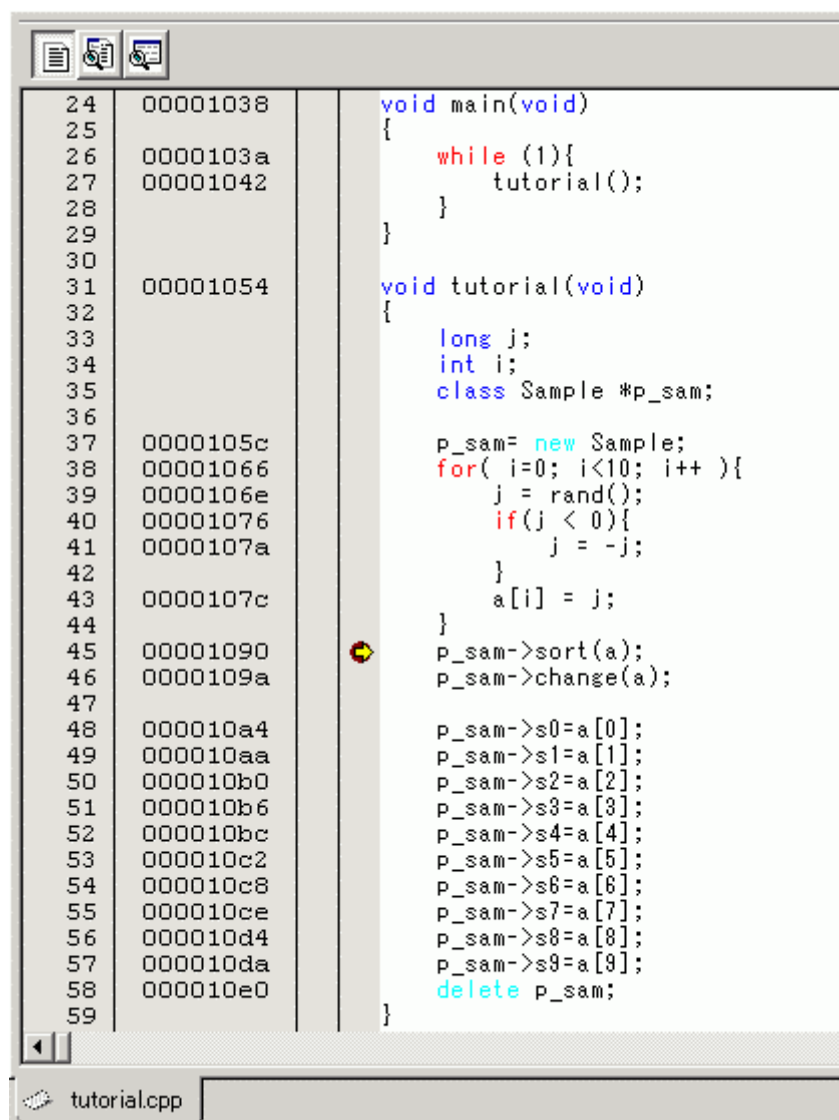 24 00001038 void main(void)
25 {
26 0000103a while (1){
27 00001042 tutorial();
28 }
29 }
30
31 00001054 void tutorial(void)
32 {
33 long j;
34 int i;
35 class Sample *p_sam;
36
37 0000105c p_sam= new Sample;
38 00001066 for( i=0; i<10; i++ ){
39 0000106e j = rand();
40 00001076 if(j < 0){
41 0000107a j = -j;
42 }
43 0000107c a[i] = j;
44 }
45 00001090 p_sam->sort(a);
46 0000109a p_sam->change(a);
47
48 000010a4 p_sam->s0=a[0];
49 000010aa p_sam->s1=a[1];
50 000010b0 p_sam->s2=a[2];
51 000010b6 p_sam->s3=a[3];
52 000010bc p_sam->s4=a[4];
53 000010c2 p_sam->s5=a[5];
54 000010c8 p_sam->s6=a[6];
55 000010ce p_sam->s7=a[7];
56 000010d4 p_sam->s8=a[8];
57 000010da p_sam->s9=a[9];
58 000010e0 delete p_sam;
59 }
tutorial.cpp